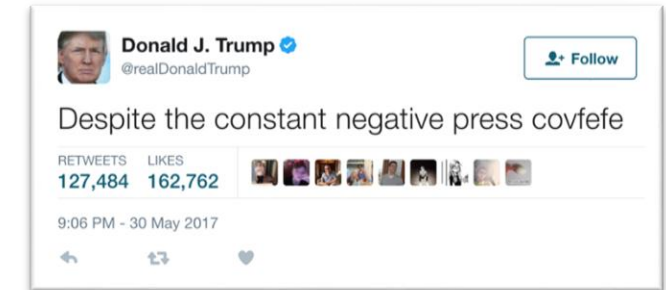 Donald J. Trump
@realDonaldTrump
Follow
Despite the constant negative press covfefe
RETWEETS LIKES
127,484 162,762
9:06 PM - 30 May 2017